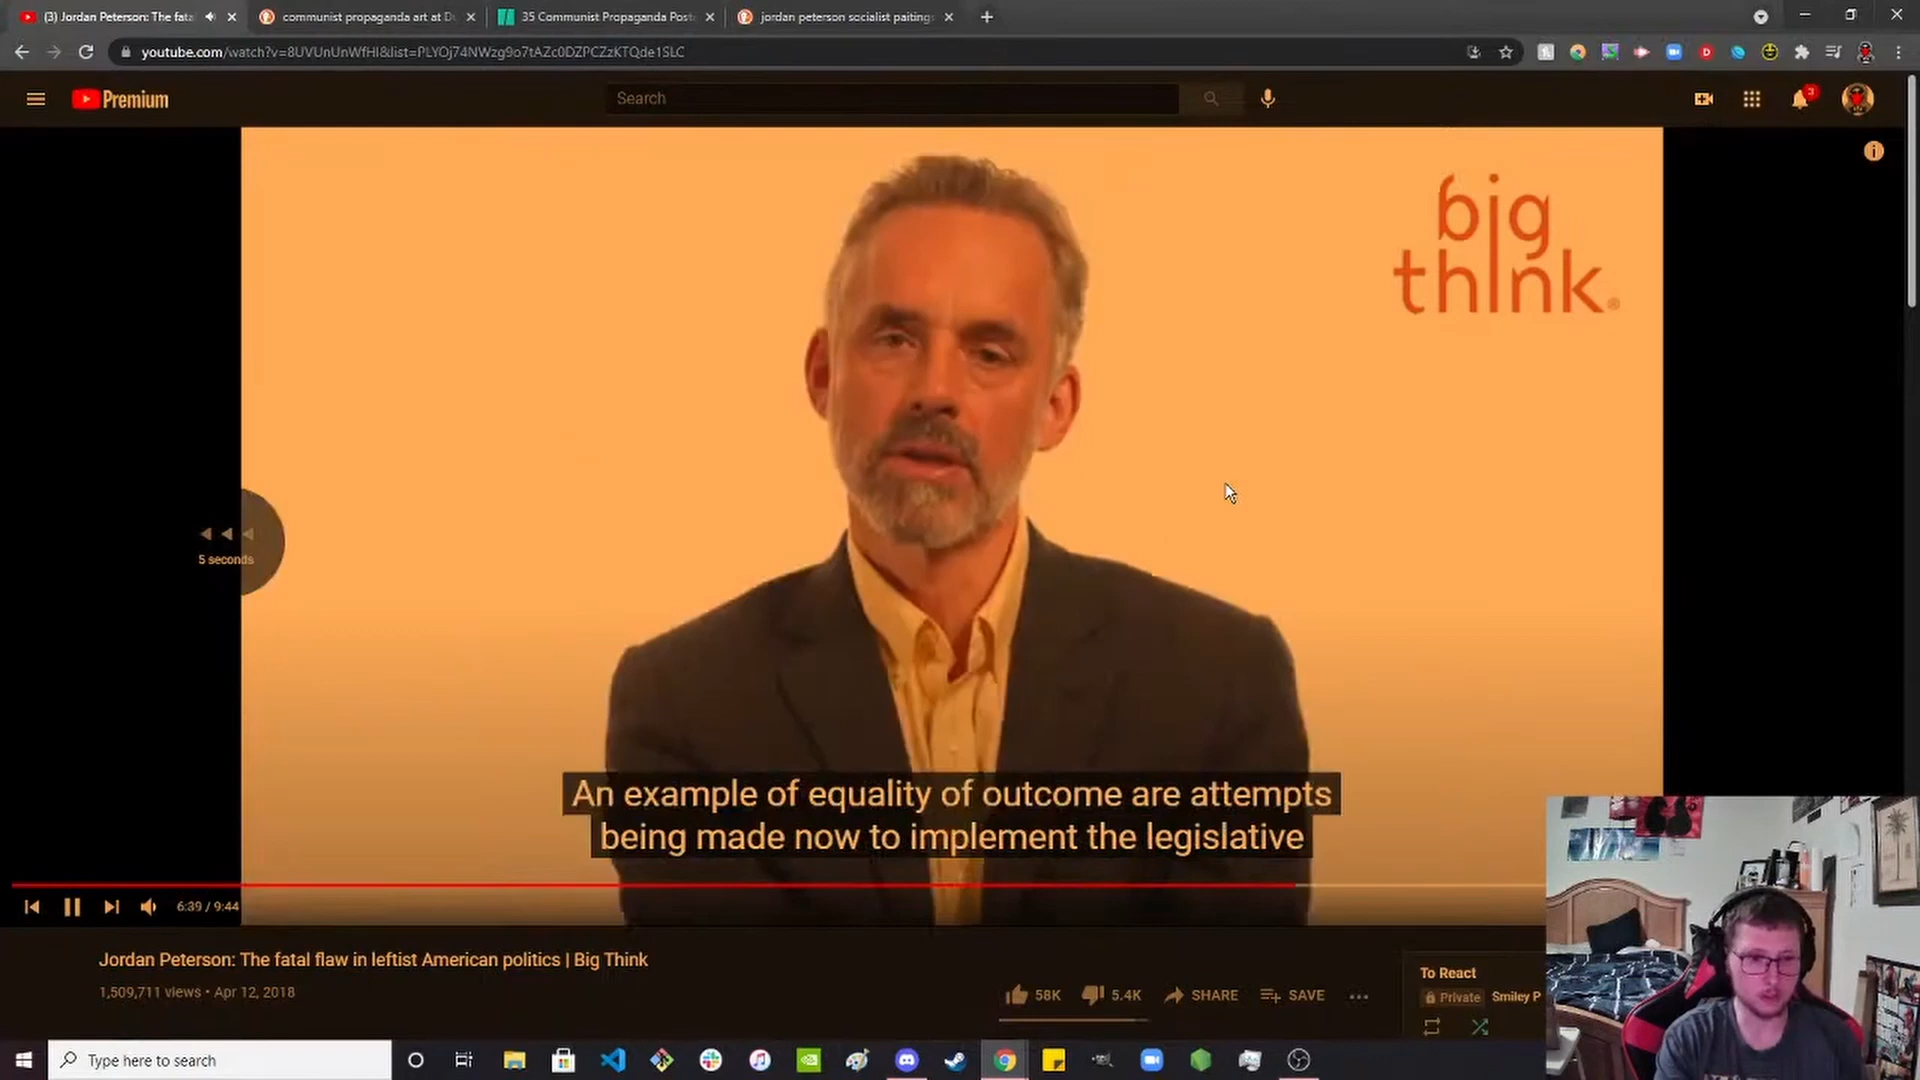 (3) Jordan Peterson: The fata
communist propaganda art at Du
35 Communist Propaganda Poste
jordan peterson socialist paitings
youtube.com/watch?v=8UVUnUnWfHI&list=PLYOj74NWzg9o7tAZc0DZPCZzKTQde1SLC
Premium
Search
3
big
think®
5 seconds
An example of equality of outcome are attempts
being made now to implement the legislative
6:39 / 9:44
Jordan Peterson: The fatal flaw in leftist American politics | Big Think
1,509,711 views • Apr 12, 2018
58K
5.4K
SHARE
SAVE
To React
Private
Smiley P
Type here to search